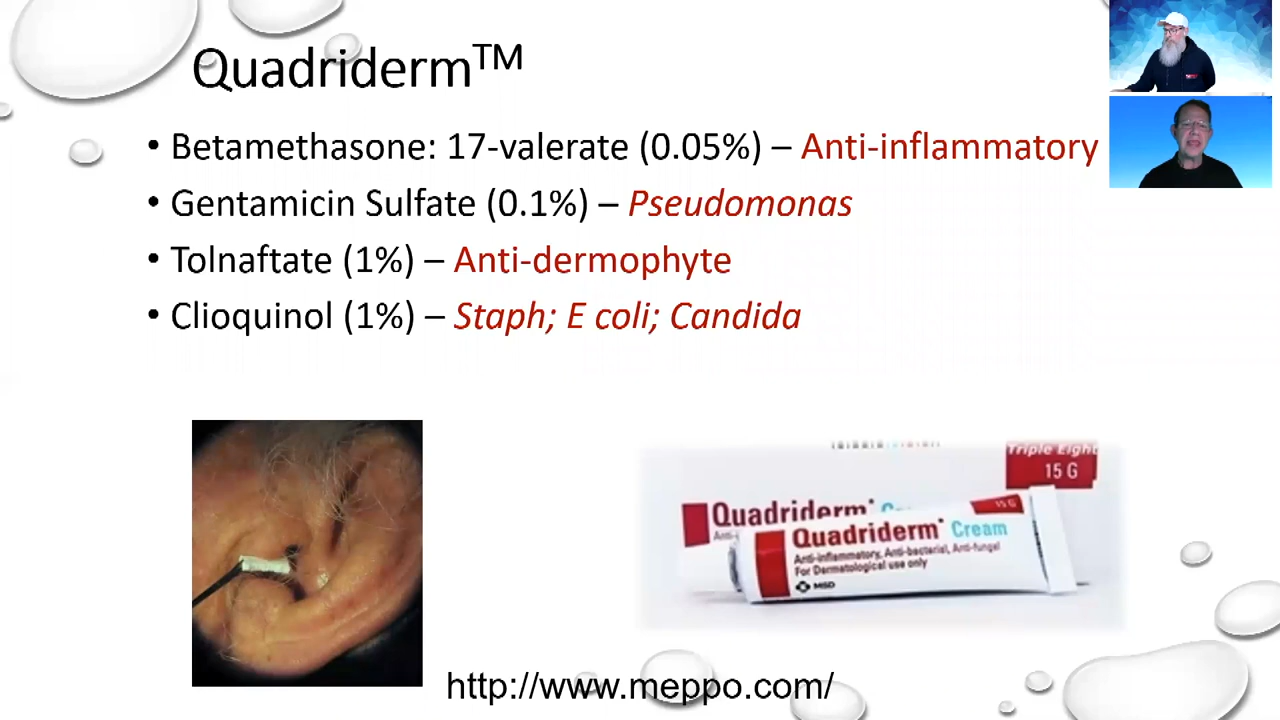 Quadriderm™
• Betamethasone: 17-valerate (0.05%) – Anti-inflammatory
• Gentamicin Sulfate (0.1%) – Pseudomonas
• Tolnaftate (1%) – Anti-dermophyte
• Clioquinol (1%) – Staph; E coli; Candida
Triple Eight
15 G
Quadriderm
15 G
Quadriderm Cream
Anti-inflammatory, Anti-bacterial, Anti-fungal
For Dermatological use only
MSD
http://www.meppo.com/